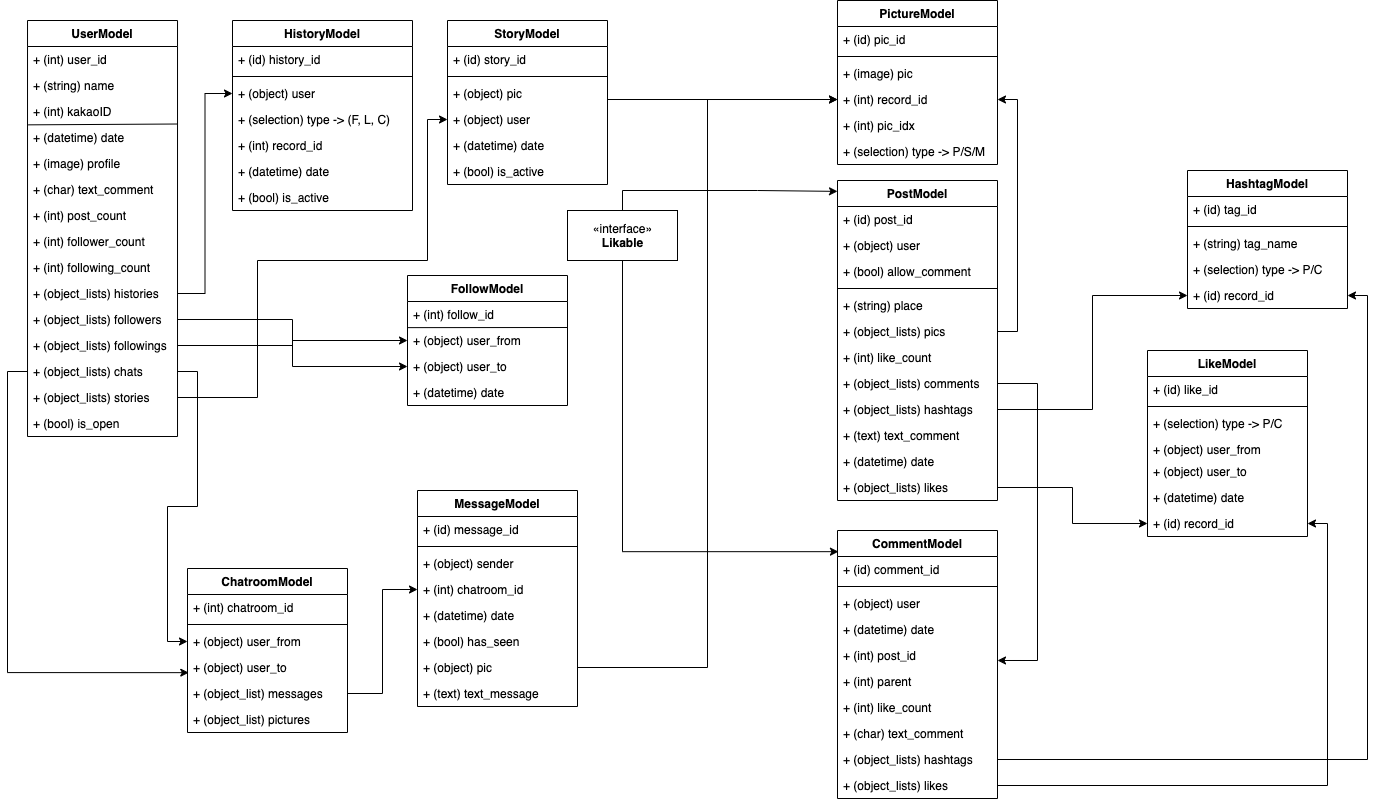 UserModel
+ (int) user_id
+ (string) name
+ (int) kakaoID
+ (datetime) date
+ (image) profile
+ (char) text_comment
+ (int) post_count
+ (int) follower_count
+ (int) following_count
+ (object_lists) histories
+ (object_lists) followers
+ (object_lists) followings
+ (object_lists) chats
+ (object_lists) stories
+ (bool) is_open
HistoryModel
+ (id) history_id
+ (object) user
+ (selection) type -> (F, L, C)
+ (int) record_id
+ (datetime) date
+ (bool) is_active
StoryModel
+ (id) story_id
+ (object) pic
+ (object) user
+ (datetime) date
+ (bool) is_active
«interface»
Likable
FollowModel
+ (int) follow_id
+ (object) user_from
+ (object) user_to
+ (datetime) date
ChatroomModel
+ (int) chatroom_id
+ (object) user_from
+ (object) user_to
+ (object_list) messages
+ (object_list) pictures
MessageModel
+ (id) message_id
+ (object) sender
+ (int) chatroom_id
+ (datetime) date
+ (bool) has_seen
+ (object) pic
+ (text) text_message
PictureModel
+ (id) pic_id
+ (image) pic
+ (int) record_id
+ (int) pic_idx
+ (selection) type -> P/S/M
PostModel
+ (id) post_id
+ (object) user
+ (bool) allow_comment
+ (string) place
+ (object_lists) pics
+ (int) like_count
+ (object_lists) comments
+ (object_lists) hashtags
+ (text) text_comment
+ (datetime) date
+ (object_lists) likes
CommentModel
+ (id) comment_id
+ (object) user
+ (datetime) date
+ (int) post_id
+ (int) parent
+ (int) like_count
+ (char) text_comment
+ (object_lists) hashtags
+ (object_lists) likes
HashtagModel
+ (id) tag_id
+ (string) tag_name
+ (selection) type -> P/C
+ (id) record_id
LikeModel
+ (id) like_id
+ (selection) type -> P/C
+ (object) user_from
+ (object) user_to
+ (datetime) date
+ (id) record_id